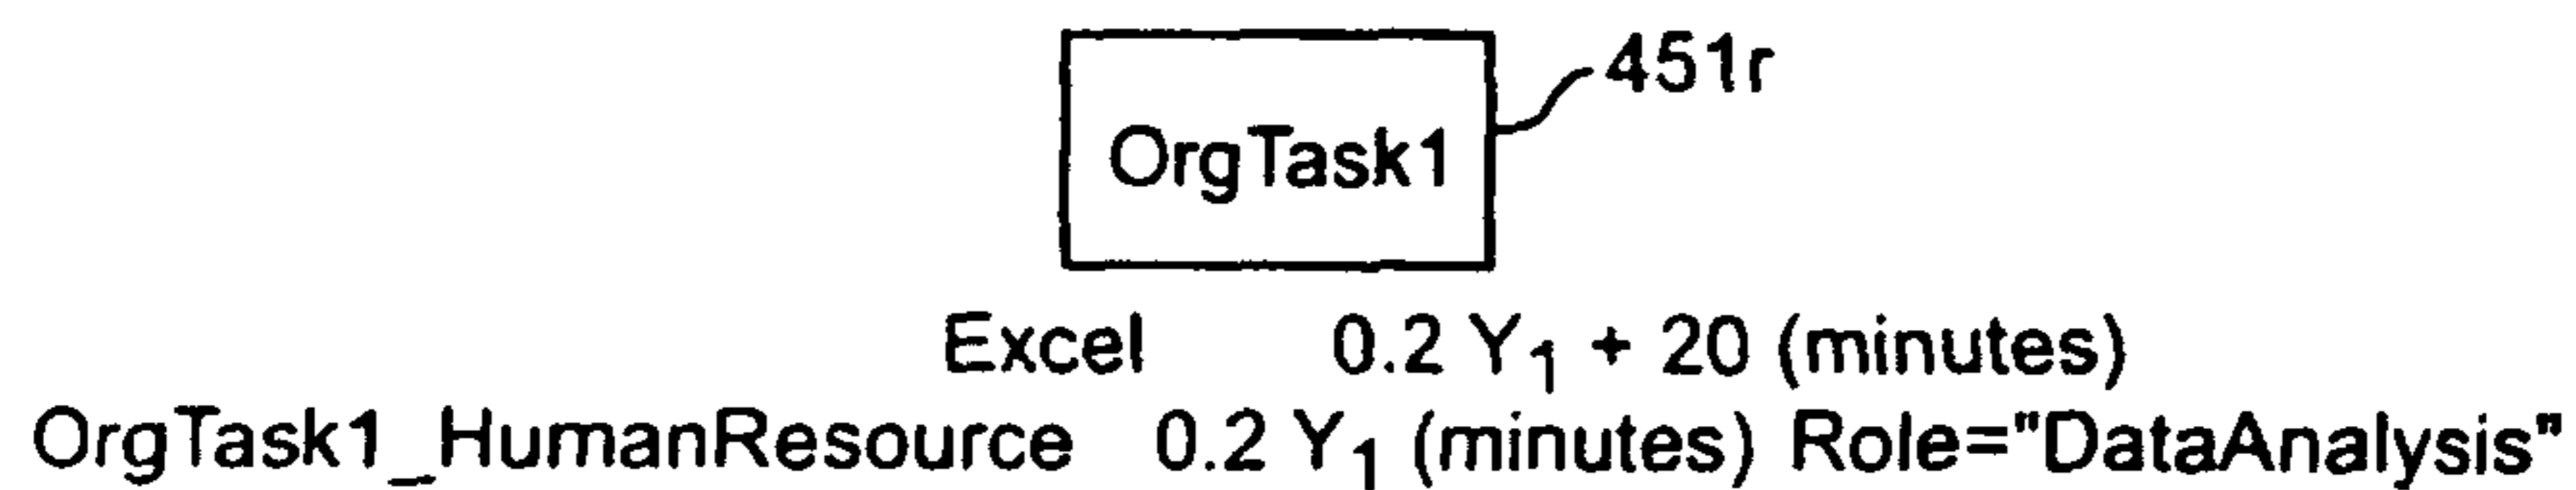 451r
OrgTask1
Excel 0.2 Y₁ + 20 (minutes)
OrgTask1_HumanResource 0.2 Y₁ (minutes) Role="DataAnalysis"